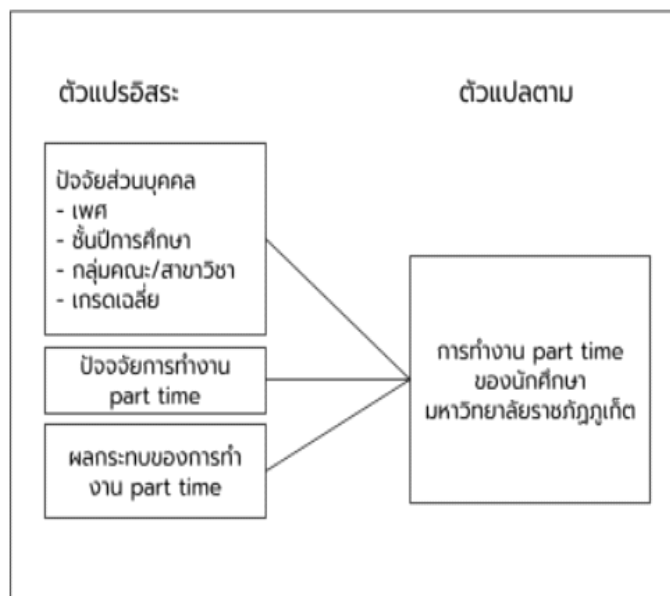 ตัวแปรอิสระ
ตัวแปลตาม
ปัจจัยส่วนบุคคล
- เพศ
- ชั้นปีการศึกษา
- กลุ่มคณะ/สาขาวิชา
- เกรดเฉลี่ย
ปัจจจัยการทำงาน
part time
ผลกระทบของการทำ
งาน part time
การทำงาน part time
ของนักศึกษา
มหาวิทยาลัยราชภัฏภูเก็ต